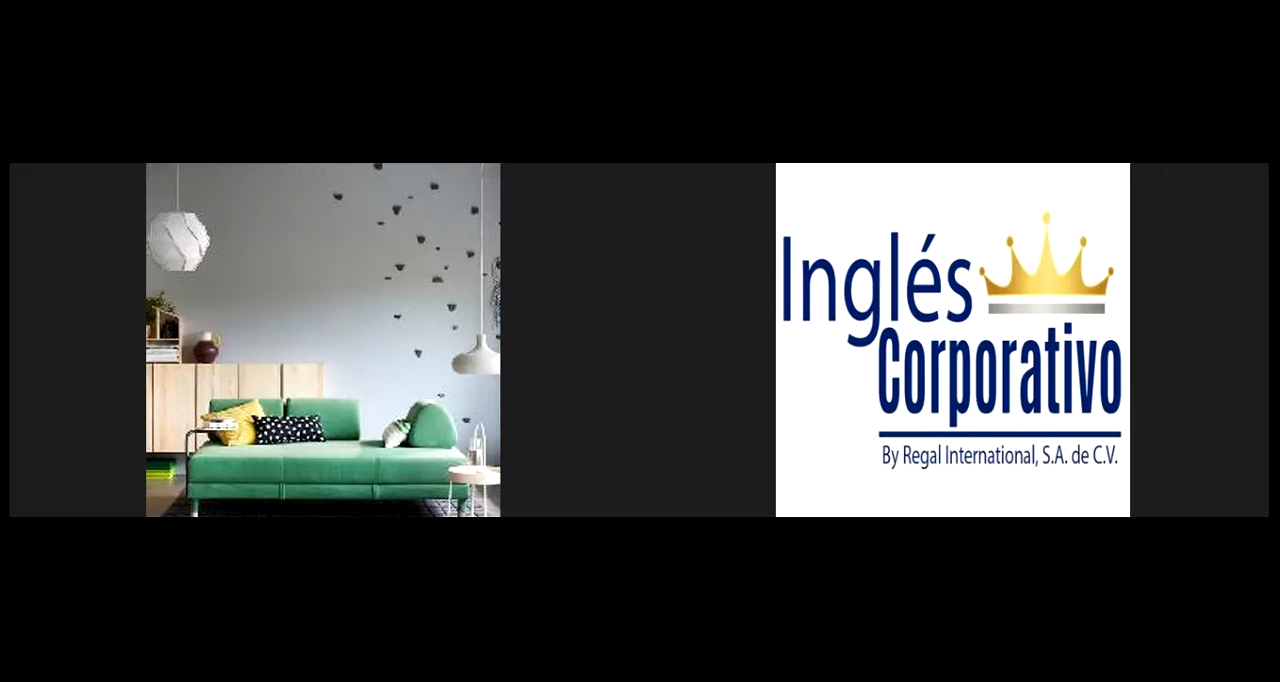 Inglés
Corporativo
By Regal International, S.A. de C.V.